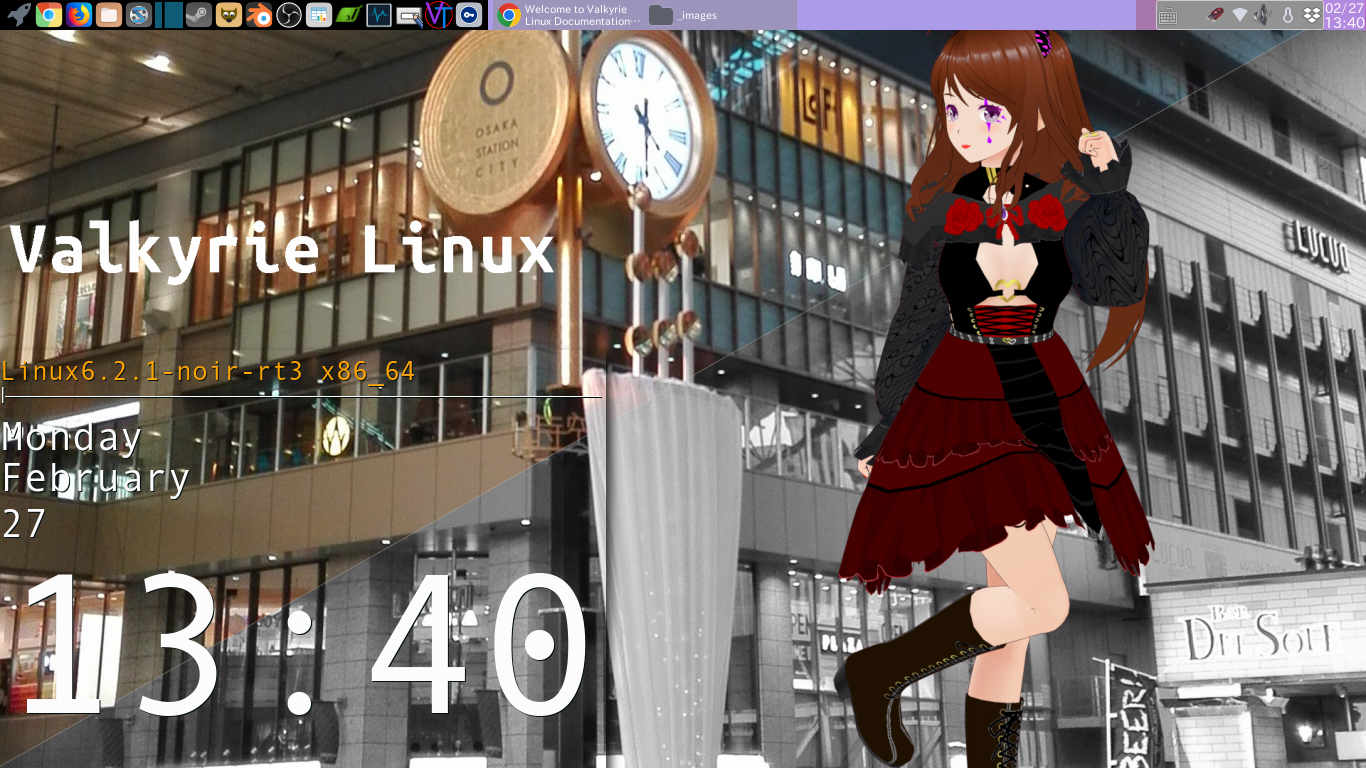 Welcome to Valkyrie
Linux Documentation…
_images
02/27
13:40
OSAKA
STATION
CITY
LOFT
Valkyrie Linux
LUCUA
Linux6.2.1-noir-rt3 x86_64
Monday
February
27
13:40
BAR
DEL SOLE
BEER!